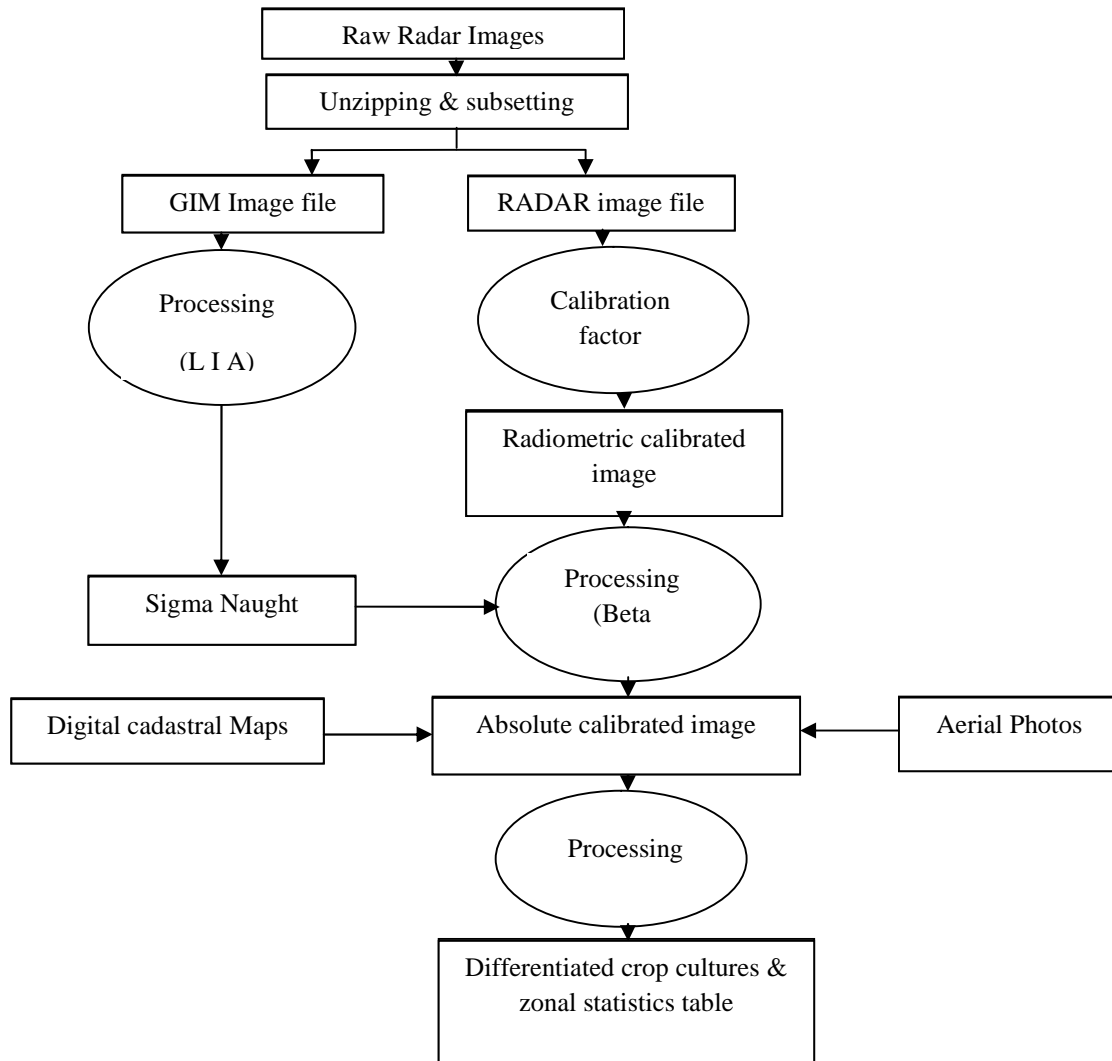 Raw Radar Images
Unzipping & subsetting
GIM Image file
RADAR image file
Processing
(L I A)
Calibration
factor
Radiometric calibrated
image
Sigma Naught
Processing
(Beta
Digital cadastral Maps
Absolute calibrated image
Aerial Photos
Processing
Differentiated crop cultures &
zonal statistics table